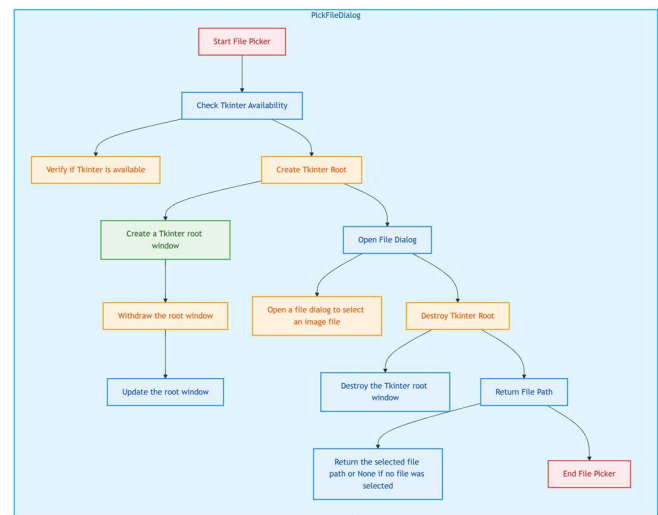 PickFileDialog
Start File Picker
Check Tkinter Availability
Verify if Tkinter is available
Create Tkinter Root
Create a Tkinter root
window
Open File Dialog
Withdraw the root window
Open a file dialog to select
an image file
Destroy Tkinter Root
Update the root window
Destroy the Tkinter root
window
Return File Path
Return the selected file
path or None if no file was
selected
End File Picker